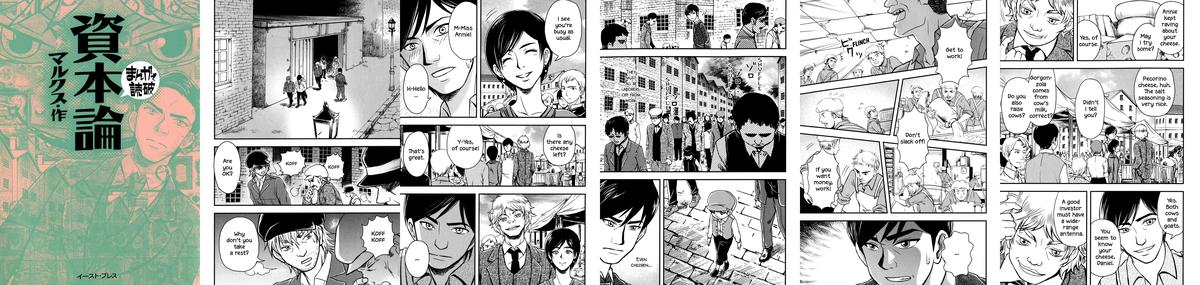 資本論
マルクス・作
まんがで
読破
イースト・プレス
Are
you
OK?
KOFF
KOFF
Why
don't you
take
a rest?
KOFF
KOFF
I see
you're
busy as
usual.
M-Miss
Annie!
H-Hello
...
Is
there any
cheese
left?
Y-Yes,
of course!
That's
great.
LABORERS
OFF FROM
EVEN
CHILDREN...
FLINCH
Get to
work!
Don't
slack off!
If you
want
money,
work!
...
Annie
kept
raving
about your
cheese.
May
I try
some?
Yes, of
course.
Pecorino
cheese, huh.
The salt
seasoning is
very nice.
Didn't
I tell
you?
Gorgon-
zola
comes
from
cow's
milk,
correct?
Do you
also
raise
cows?
Yes.
Both
cows
and
goats.
You
seem to
know your
cheese,
Daniel.
A good
investor
must have
a wide-
range
antenna.